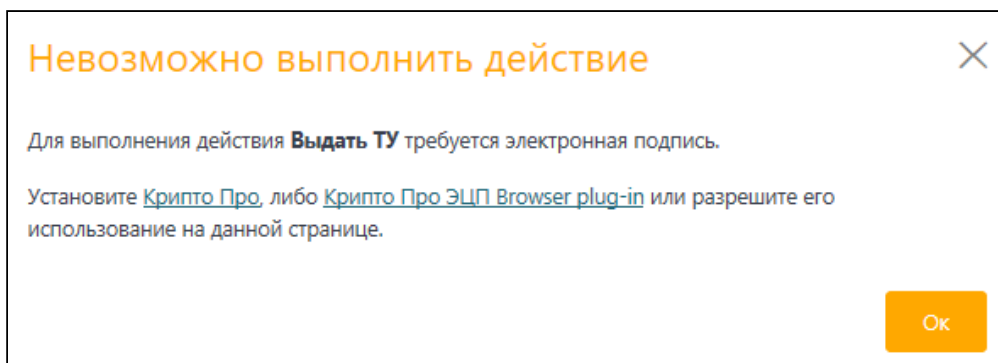 Невозможно выполнить действие
Для выполнения действия Выдать ТУ требуется электронная подпись.
Установите Крипто Про, либо Крипто Про ЭЦП Browser plug-in или разрешите его
использование на данной странице.
Ок